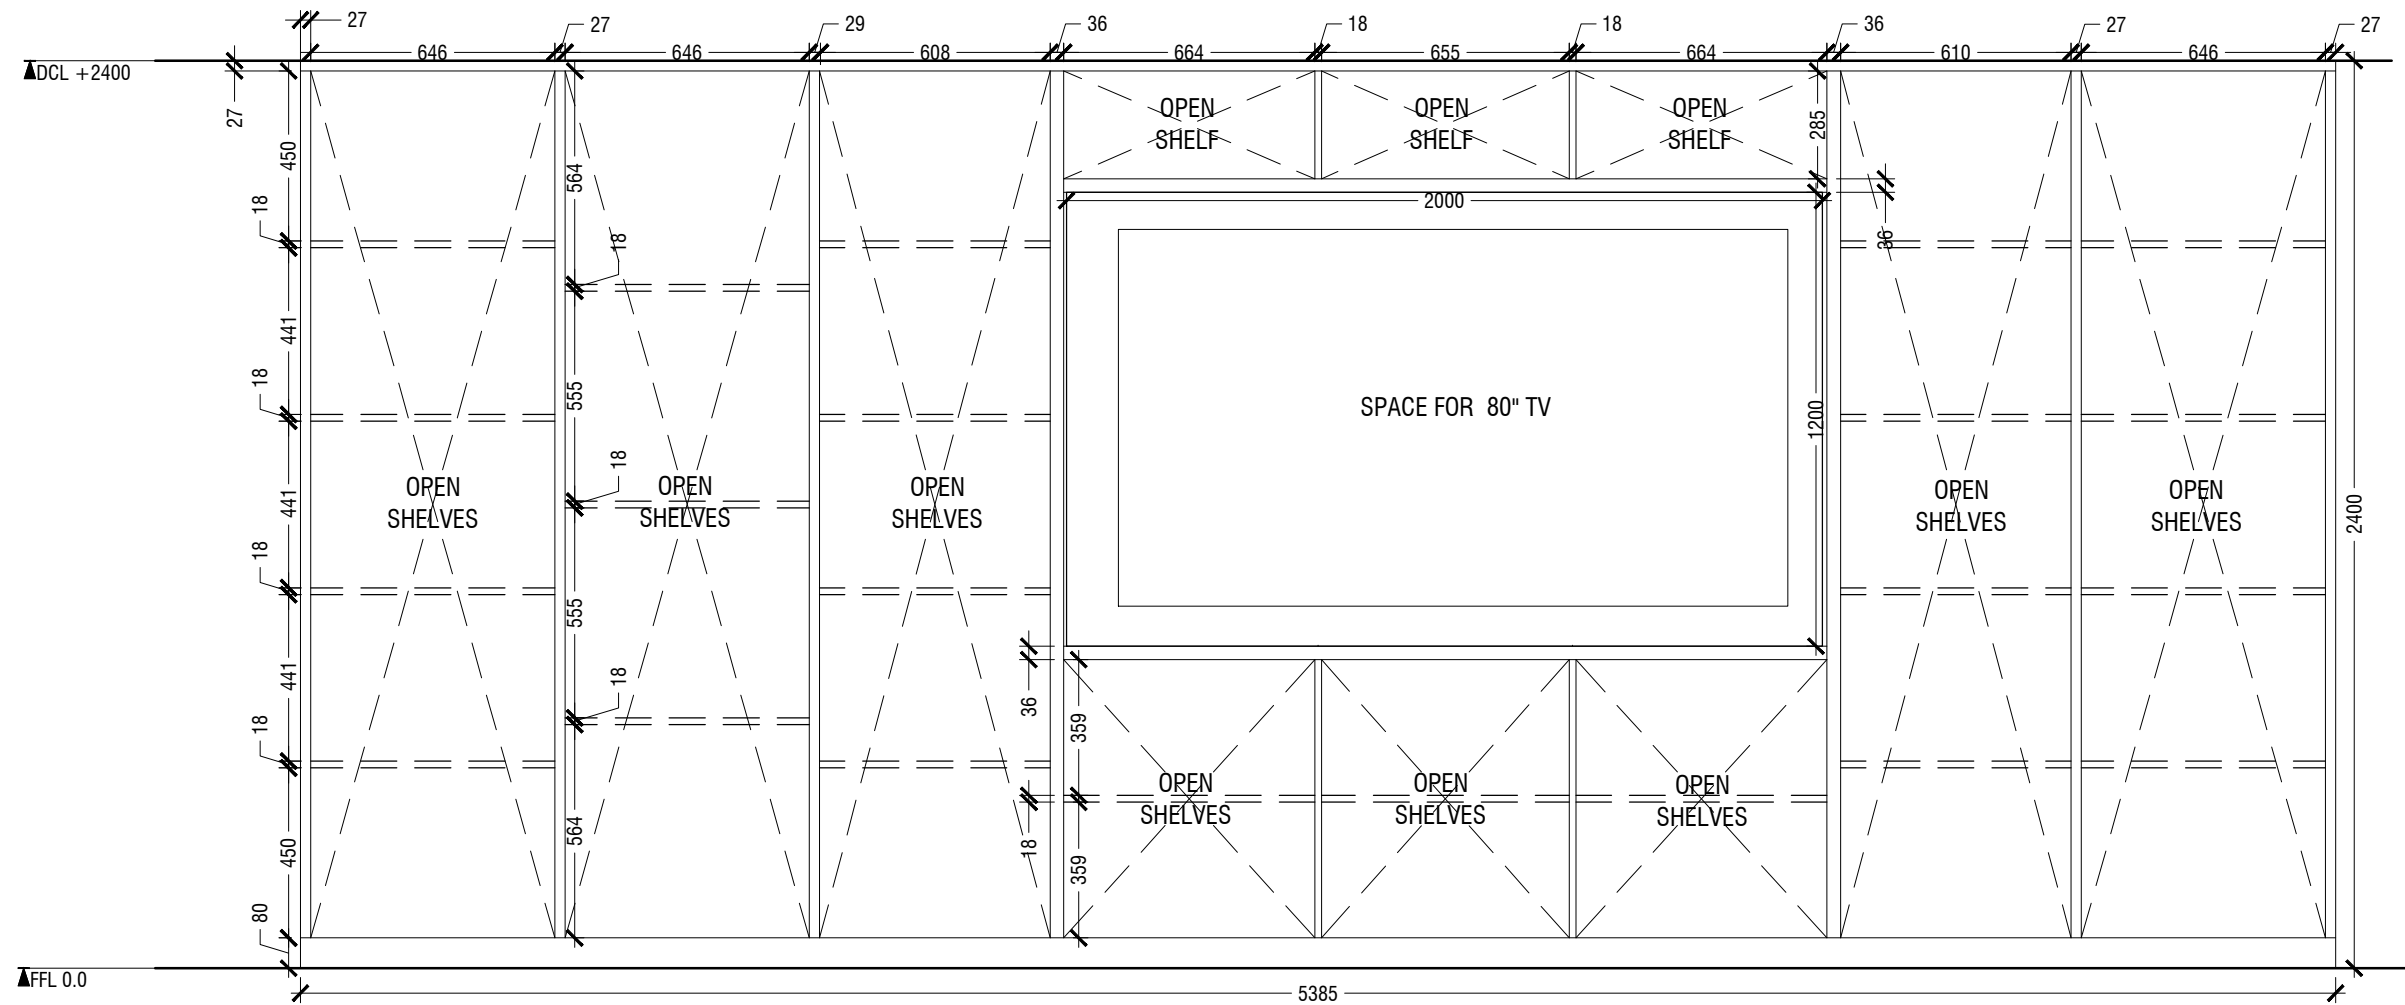 27
27
29
36
18
18
36
27
27
646
646
608
664
655
664
610
646
DCL +2400
27
450
18
441
18
441
18
441
18
450
80
564
18
555
18
555
18
564
OPEN
SHELF
OPEN
SHELF
OPEN
SHELF
285
2000
36
SPACE FOR 80" TV
1200
OPEN
SHELVES
OPEN
SHELVES
OPEN
SHELVES
OPEN
SHELVES
OPEN
SHELVES
2400
36
359
18
359
OPEN
SHELVES
OPEN
SHELVES
OPEN
SHELVES
FFL 0.0
5385